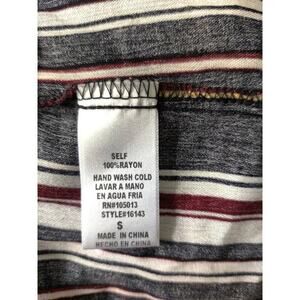 SELF
100%RAYON
HAND WASH COLD
LAVAR A MANO
EN AGUA FRIA
RN#105013
STYLE#16143
S
MADE IN CHINA
HECHO EN CHINA